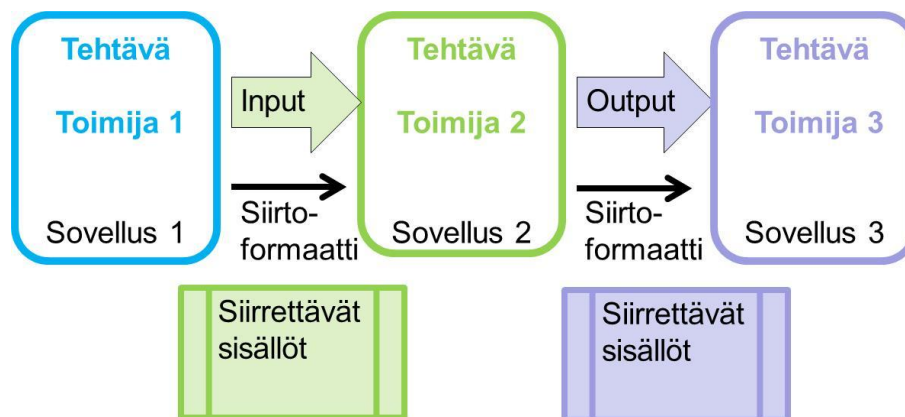 Tehtävä
Toimija 1
Sovellus 1
Input
Siirto-
formaatti
Tehtävä
Toimija 2
Sovellus 2
Output
Siirto-
formaatti
Tehtävä
Toimija 3
Sovellus 3
Siirrettävät
sisällöt
Siirrettävät
sisällöt